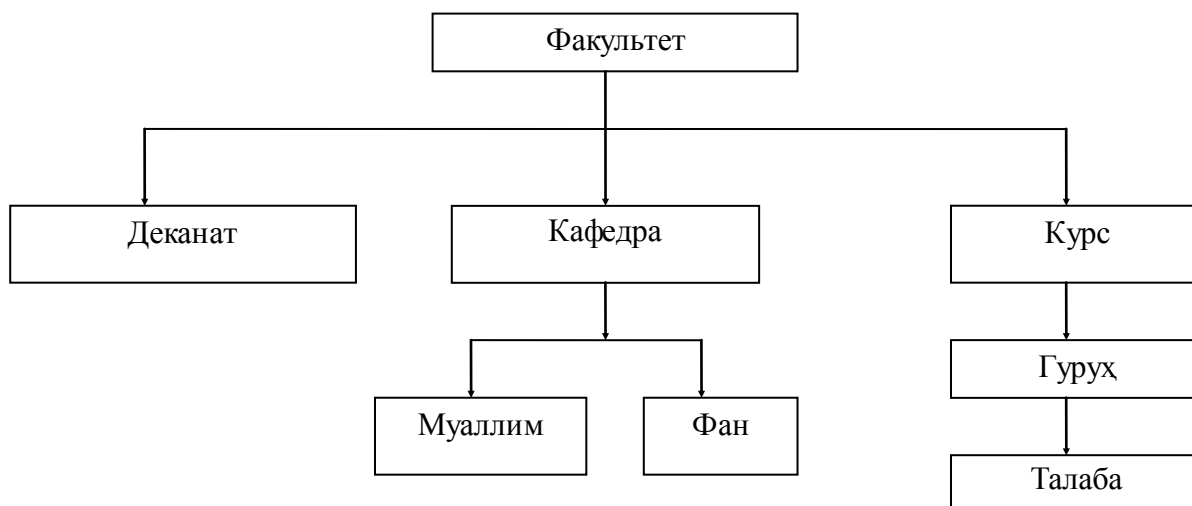 Факультет
Деканат
Кафедра
Курс
Муаллим
Фан
Гуруҳ
Талаба